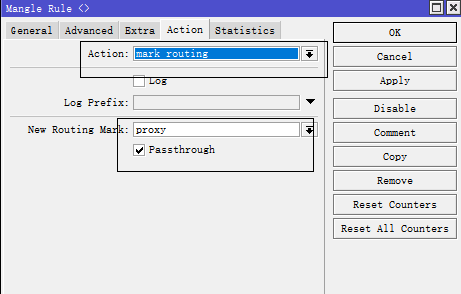 Mangle Rule <>
General Advanced Extra Action Statistics
Action: mark routing
Log
Log Prefix:
New Routing Mark: proxy
Passthrough
OK
Cancel
Apply
Disable
Comment
Copy
Remove
Reset Counters
Reset All Counters